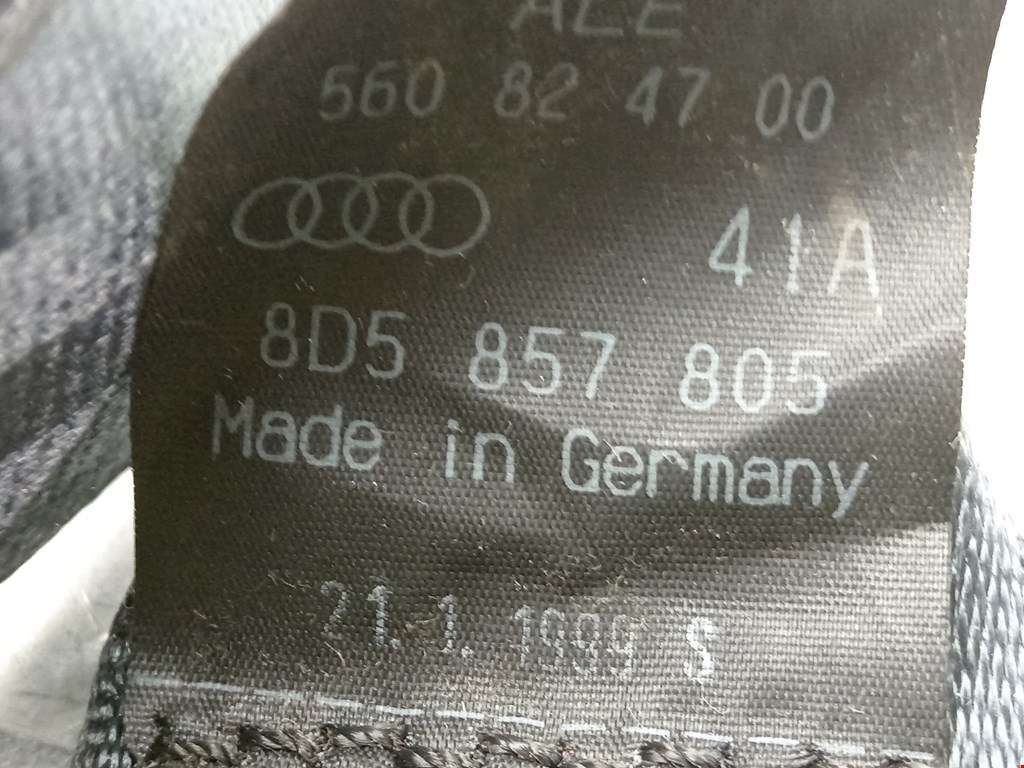 560 82 47 00
41A
8D5 857 805
Made in Germany
21. 1. 1999 S